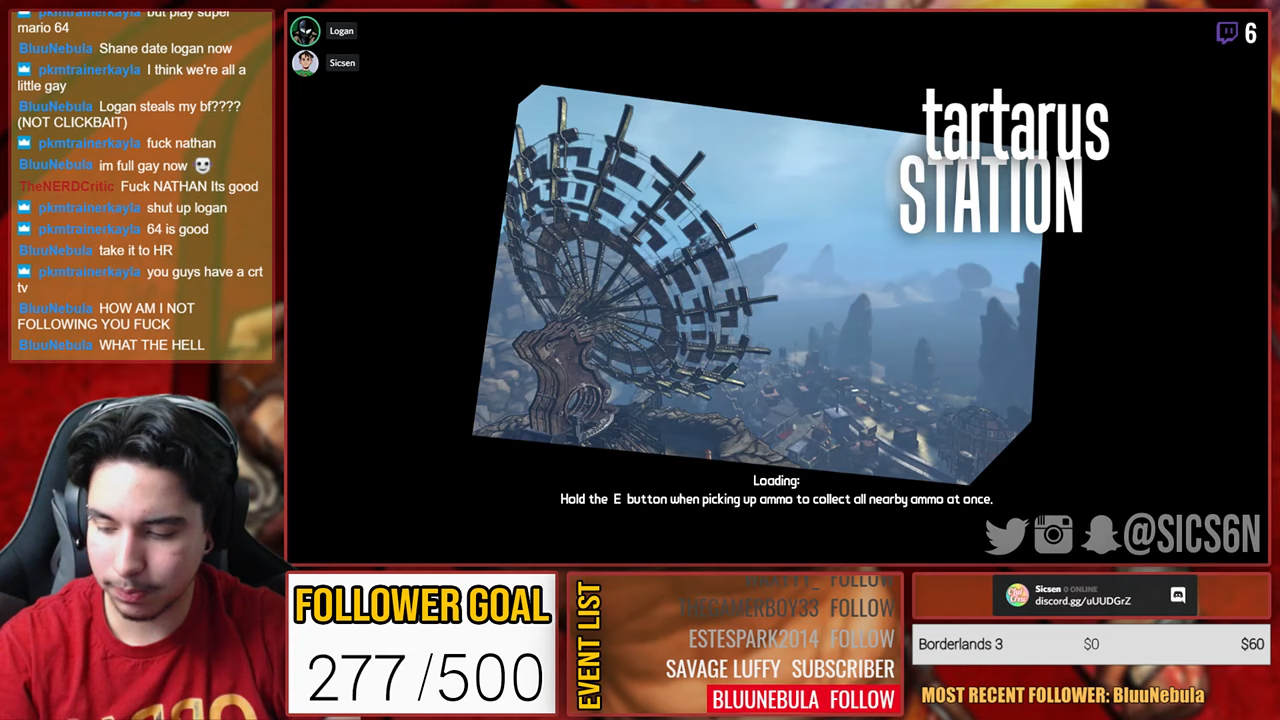 but play super
mario 64
BluuNebula Shane date logan now
pkmtrainerkayla I think we're all a
little gay
BluuNebula Logan steals my bf????
(NOT CLICKBAIT)
pkmtrainerkayla fuck nathan
BluuNebula im full gay now
TheNERDCritic Fuck NATHAN Its good
pkmtrainerkayla shut up logan
pkmtrainerkayla 64 is good
BluuNebula take it to HR
pkmtrainerkayla you guys have a crt
tv
BluuNebula HOW AM I NOT
FOLLOWING YOU FUCK
BluuNebula WHAT THE HELL
Logan
Sicsen
6
tartarus
STATION
Loading:
Hold the E button when picking up ammo to collect all nearby ammo at once.
@SICS6N
FOLLOWER GOAL
277/500
EVENT LIST
FOLLOW
THEGAMERBOY33 FOLLOW
ESTESPARK2014 FOLLOW
SAVAGE LUFFY SUBSCRIBER
BLUUNEBULA FOLLOW
Sicsen 0 ONLINE
discord.gg/uUUDGrZ
Borderlands 3 $0 $60
MOST RECENT FOLLOWER: BluuNebula